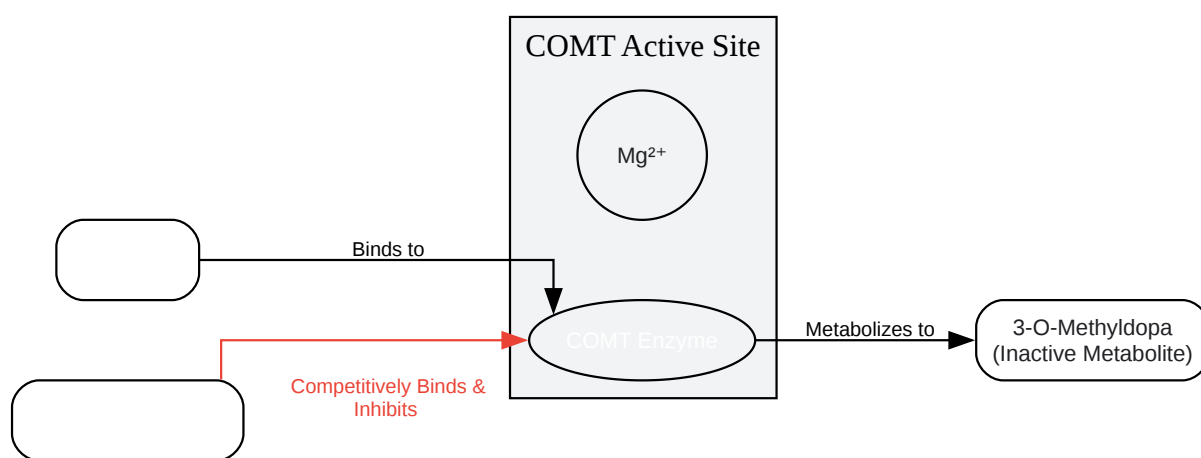 COMT Active Site
Mg²⁺
Binds to
COMT Enzyme
Metabolizes to
3-O-Methyldopa
(Inactive Metabolite)
Competitively Binds &
Inhibits